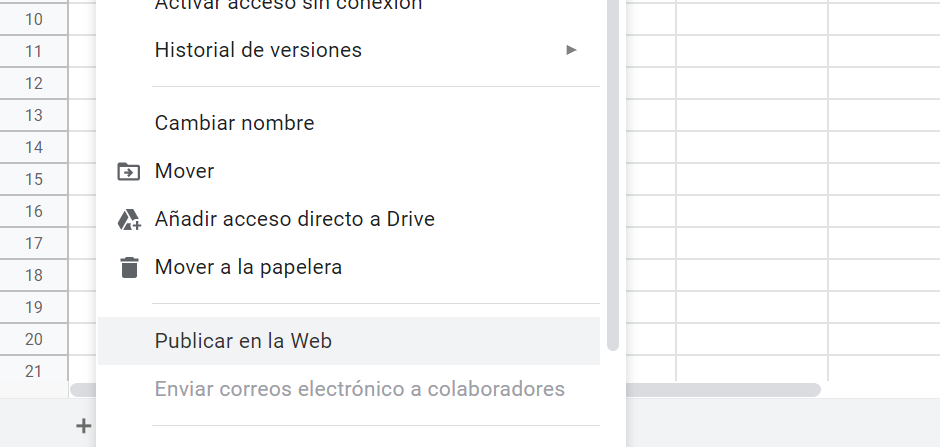 Activar acceso sin conexión
10
Historial de versiones
11
12
Cambiar nombre
13
14
Mover
15
Añadir acceso directo a Drive
16
17
Mover a la papelera
18
19
Publicar en la Web
20
Enviar correos electrónico a colaboradores
21